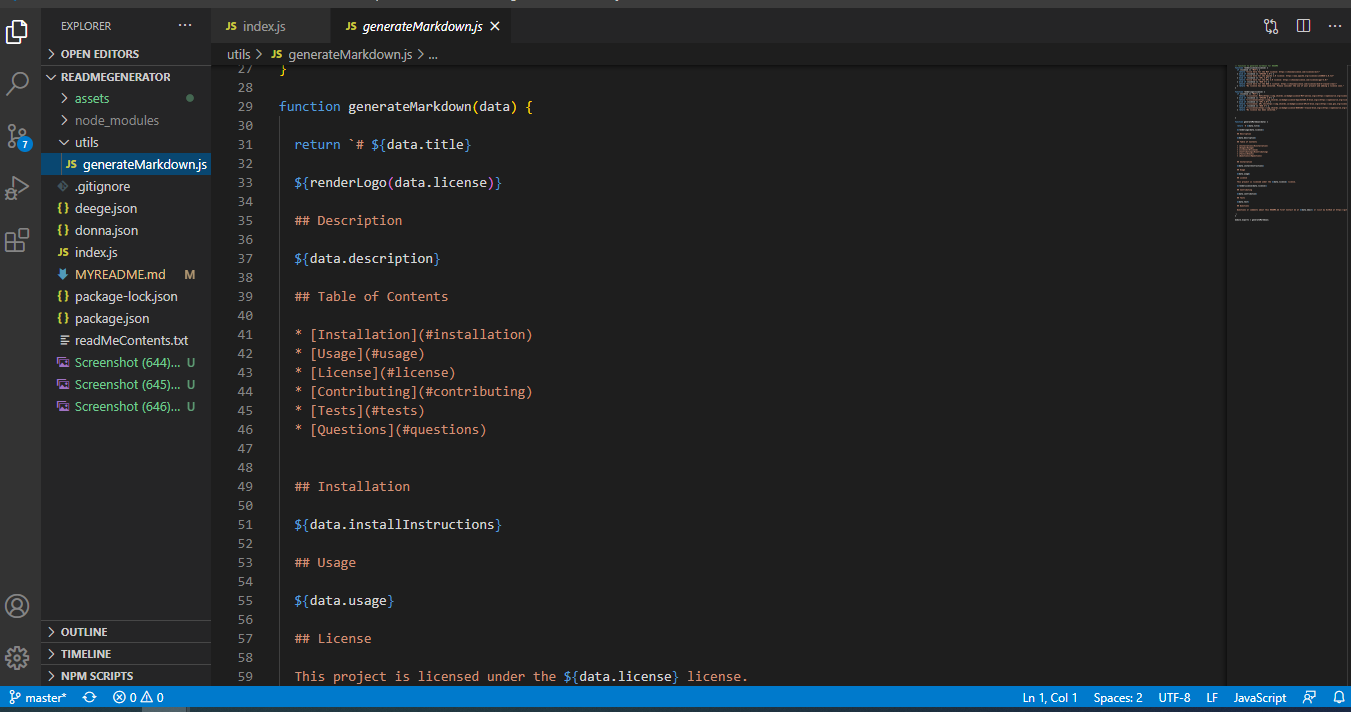 EXPLORER
···
JS index.js
JS generateMarkdown.js
OPEN EDITORS
utils > JS generateMarkdown.js > ...
READMEGENERATOR
assets
node_modules
utils
JS generateMarkdown.js
.gitignore
{} deege.json
{} donna.json
JS index.js
MYREADME.md M
{} package-lock.json
{} package.json
readMeContents.txt
Screenshot (644)... U
Screenshot (645)... U
Screenshot (646)... U
7
OUTLINE
TIMELINE
NPM SCRIPTS
27 }
28
29 function generateMarkdown(data) {
30
31 return `# ${data.title}
32
33 ${renderLogo(data.license)}
34
35 ## Description
36
37 ${data.description}
38
39 ## Table of Contents
40
41 * [Installation](#installation)
42 * [Usage](#usage)
43 * [License](#license)
44 * [Contributing](#contributing)
45 * [Tests](#tests)
46 * [Questions](#questions)
47
48
49 ## Installation
50
51 ${data.installInstructions}
52
53 ## Usage
54
55 ${data.usage}
56
57 ## License
58
59 This project is licensed under the ${data.license} license.
master* 0 0 Ln 1, Col 1 Spaces: 2 UTF-8 LF JavaScript